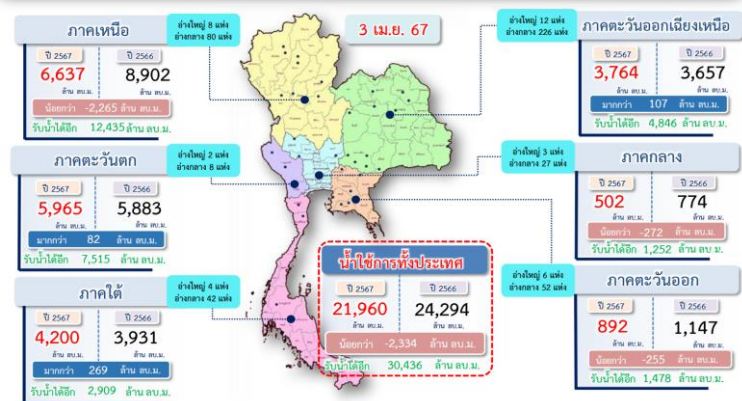 3 เม.ย. 67
ภาคเหนือ
อ่างใหญ่ 8 แห่ง
อ่างกลาง 80 แห่ง
ปี 2567
ปี 2566
6,637
8,902
ล้าน ลบ.ม.
ล้าน ลบ.ม.
น้อยกว่า -2,265 ล้าน ลบ.ม.
รับน้ำได้อีก 12,435 ล้าน ลบ.ม.
ภาคตะวันตก
อ่างใหญ่ 2 แห่ง
อ่างกลาง 8 แห่ง
ปี 2567
ปี 2566
5,965
5,883
ล้าน ลบ.ม.
ล้าน ลบ.ม.
มากกว่า 82 ล้าน ลบ.ม.
รับน้ำได้อีก 7,515 ล้าน ลบ.ม.
ภาคใต้
อ่างใหญ่ 4 แห่ง
อ่างกลาง 42 แห่ง
ปี 2567
ปี 2566
4,200
3,931
ล้าน ลบ.ม.
ล้าน ลบ.ม.
มากกว่า 269 ล้าน ลบ.ม.
รับน้ำได้อีก 2,909 ล้าน ลบ.ม.
น้ำใช้การทั้งประเทศ
ปี 2567
ปี 2566
21,960
24,294
ล้าน ลบ.ม.
ล้าน ลบ.ม.
น้อยกว่า -2,334 ล้าน ลบ.ม.
รับน้ำได้อีก 30,436 ล้าน ลบ.ม.
อ่างใหญ่ 12 แห่ง
อ่างกลาง 226 แห่ง
ภาคตะวันออกเฉียงเหนือ
ปี 2567
ปี 2566
3,764
3,657
ล้าน ลบ.ม.
ล้าน ลบ.ม.
มากกว่า 107 ล้าน ลบ.ม.
รับน้ำได้อีก 4,846 ล้าน ลบ.ม.
อ่างใหญ่ 3 แห่ง
อ่างกลาง 27 แห่ง
ภาคกลาง
ปี 2567
ปี 2566
502
774
ล้าน ลบ.ม.
ล้าน ลบ.ม.
น้อยกว่า -272 ล้าน ลบ.ม.
รับน้ำได้อีก 1,252 ล้าน ลบ.ม.
อ่างใหญ่ 6 แห่ง
อ่างกลาง 52 แห่ง
ภาคตะวันออก
ปี 2567
ปี 2566
892
1,147
ล้าน ลบ.ม.
ล้าน ลบ.ม.
น้อยกว่า -255 ล้าน ลบ.ม.
รับน้ำได้อีก 1,478 ล้าน ลบ.ม.